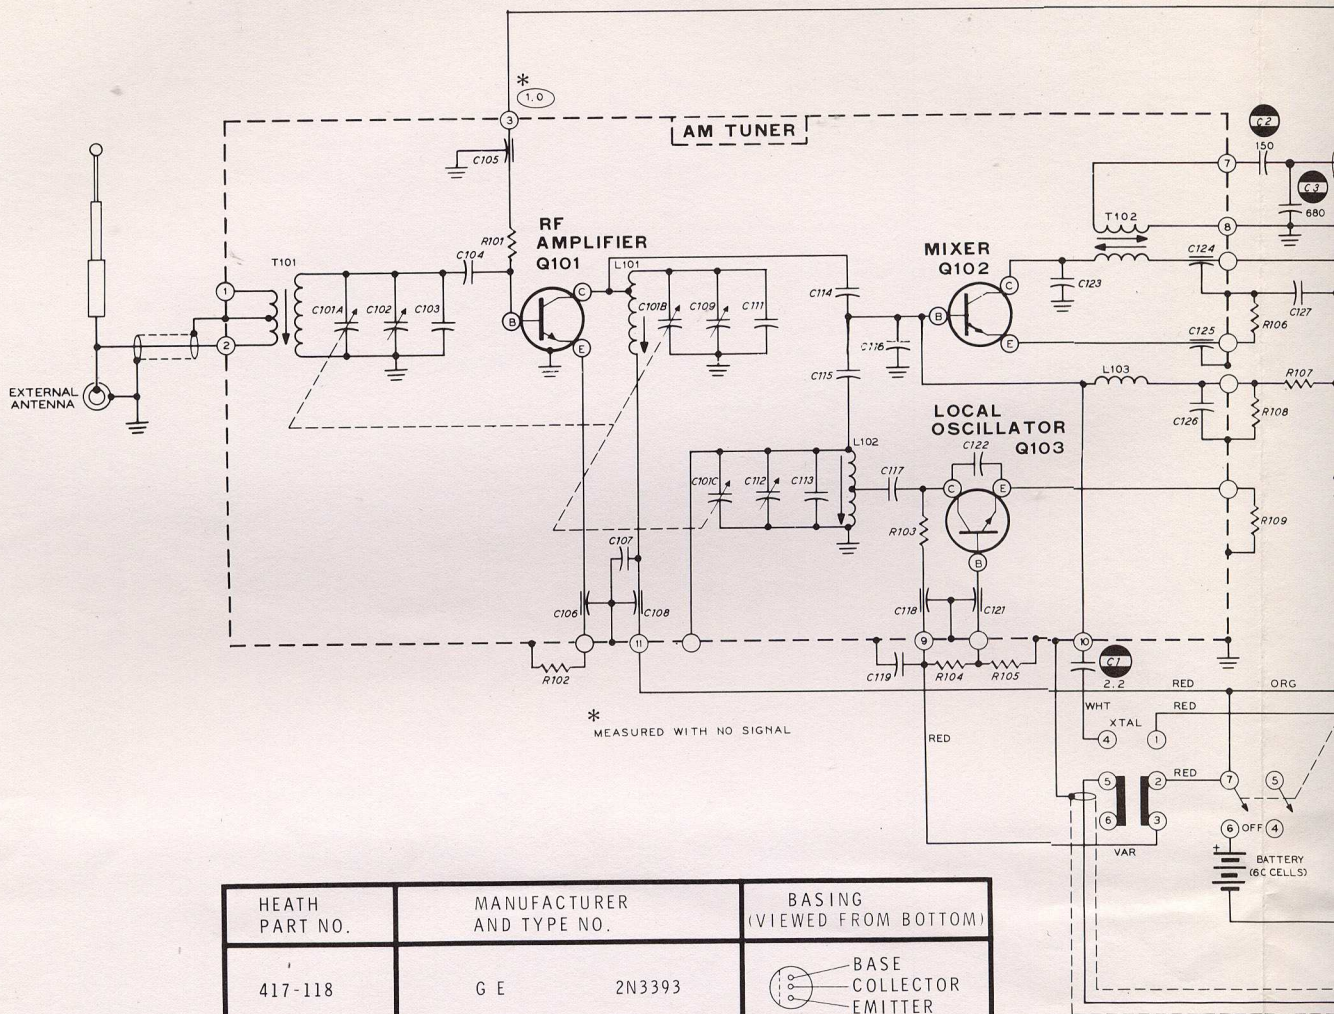 *
1.0
3
AM TUNER
C2
150
7
C3
680
C105
RF
AMPLIFIER
Q101
R101
C104
T101
L101
MIXER
Q102
T102
8
C124
C123
C127
C125
R106
1
2
C101A
C102
C103
B
C
E
C101B
C109
C111
C114
C116
C115
B
C
E
L103
R107
C126
R108
EXTERNAL
ANTENNA
LOCAL
OSCILLATOR
Q103
C122
L102
C117
C
E
B
C101C
C112
C113
R103
R109
C107
C106
C108
C118
C121
11
9
10
R102
C119
R104
R105
C1
2.2
RED
ORG
WHT
RED
XTAL
4
1
*
MEASURED WITH NO SIGNAL
RED
5
2
RED
7
5
6
3
6
OFF
4
VAR
+
BATTERY
(6C CELLS)
HEATH
PART NO.
MANUFACTURER
AND TYPE NO.
BASING
(VIEWED FROM BOTTOM)
417-118
G E
2N3393
BASE
COLLECTOR
EMITTER